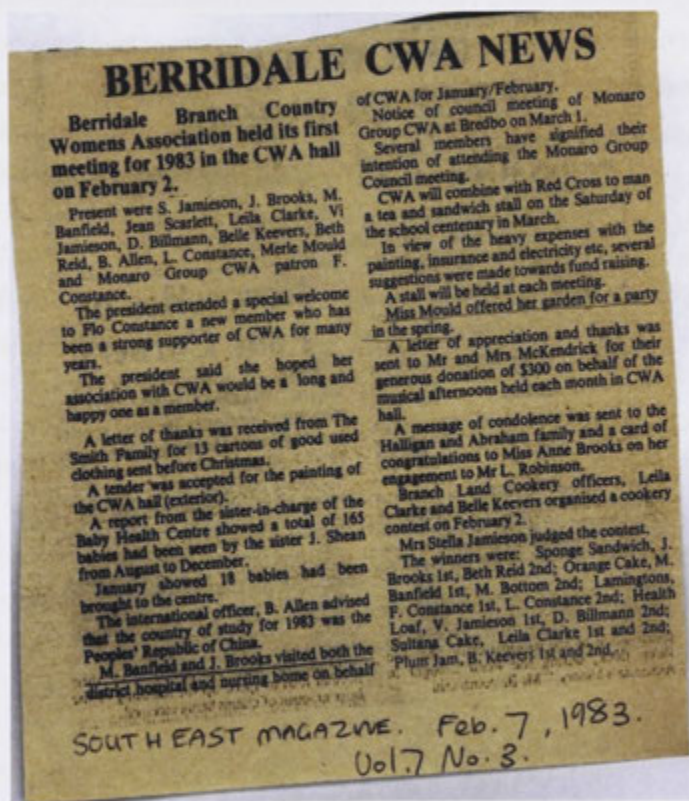 BERRIDALE CWA NEWS
Berridale Branch Country
Womens Association held its first
meeting for 1983 in the CWA hall
on February 2.
Present were S. Jamieson, J. Brooks, M.
Banfield, Jean Scarlett, Leila Clarke, Vi
Jamieson, D. Billmann, Belle Keevers, Beth
Reid, B. Allen, L. Constance, Merle Mould
and Monaro Group CWA patron F.
Constance.
The president extended a special welcome
to Flo Constance a new member who has
been a strong supporter of CWA for many
years.
The president said she hoped her
association with CWA would be a long and
happy one as a member.
A letter of thanks was received from The
Smith Family for 13 cartons of good used
clothing sent before Christmas.
A tender was accepted for the painting of
the CWA hall (exterior).
A report from the sister-in-charge of the
Baby Health Centre showed a total of 165
babies had been seen by the sister J. Shean
from August to December.
January showed 18 babies had been
brought to the centre.
The international officer, B. Allen advised
that the country of study for 1983 was the
Peoples' Republic of China.
M. Banfield and J. Brooks visited both the
district hospital and nursing home on behalf
of CWA for January/February.
Notice of council meeting of Monaro
Group CWA at Bredbo on March 1.
Several members have signified their
intention of attending the Monaro Group
Council meeting.
CWA will combine with Red Cross to man
a tea and sandwich stall on the Saturday of
the school centenary in March.
In view of the heavy expenses with the
painting, insurance and electricity etc, several
suggestions were made towards fund raising.
A stall will be held at each meeting.
Miss Mould offered her garden for a party
in the spring.
A letter of appreciation and thanks was
sent to Mr and Mrs McKendrick for their
generous donation of $300 on behalf of the
musical afternoons held each month in CWA
hall.
A message of condolence was sent to the
Halligan and Abraham family and a card of
congratulations to Miss Anne Brooks on her
engagement to Mr L. Robinson.
Branch Land Cookery officers, Leila
Clarke and Belle Keevers organised a cookery
contest on February 2.
Mrs Stella Jamieson judged the contest.
The winners were: Sponge Sandwich, J.
Brooks 1st, Beth Reid 2nd; Orange Cake, M.
Banfield 1st, M. Bottom 2nd; Lamingtons,
F. Constance 1st, L. Constance 2nd; Health
Loaf, V. Jamieson 1st, D. Billmann 2nd;
Sultana Cake, Leila Clarke 1st and 2nd;
Plum Jam, B. Keevers 1st and 2nd.
SOUTH EAST MAGAZINE. Feb. 7, 1983.
Vol.7 No. 3.